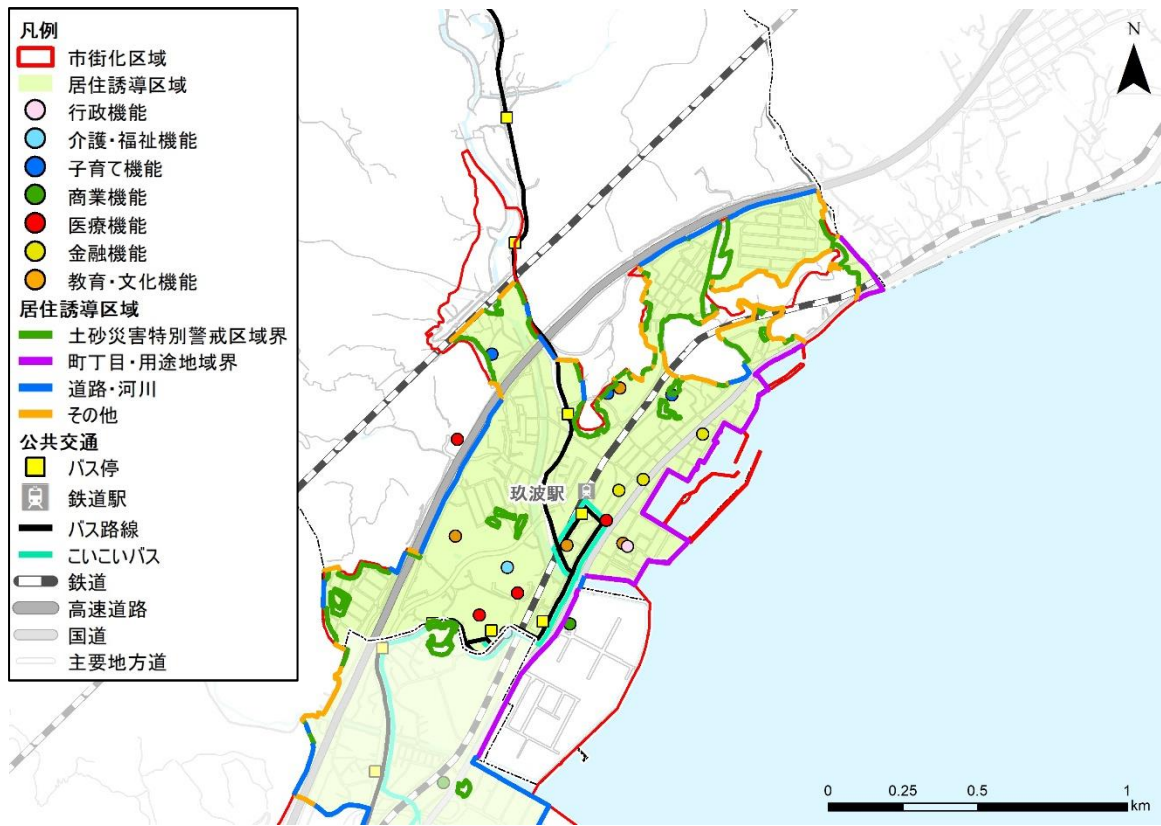 凡例
市街化区域
居住誘導区域
行政機能
介護・福祉機能
子育て機能
商業機能
医療機能
金融機能
教育・文化機能
居住誘導区域
土砂災害特別警戒区域界
町丁目・用途地域界
道路・河川
その他
公共交通
バス停
鉄道駅
バス路線
こいこいバス
鉄道
高速道路
国道
主要地方道
N
玖波駅
0 0.25 0.5 1
km